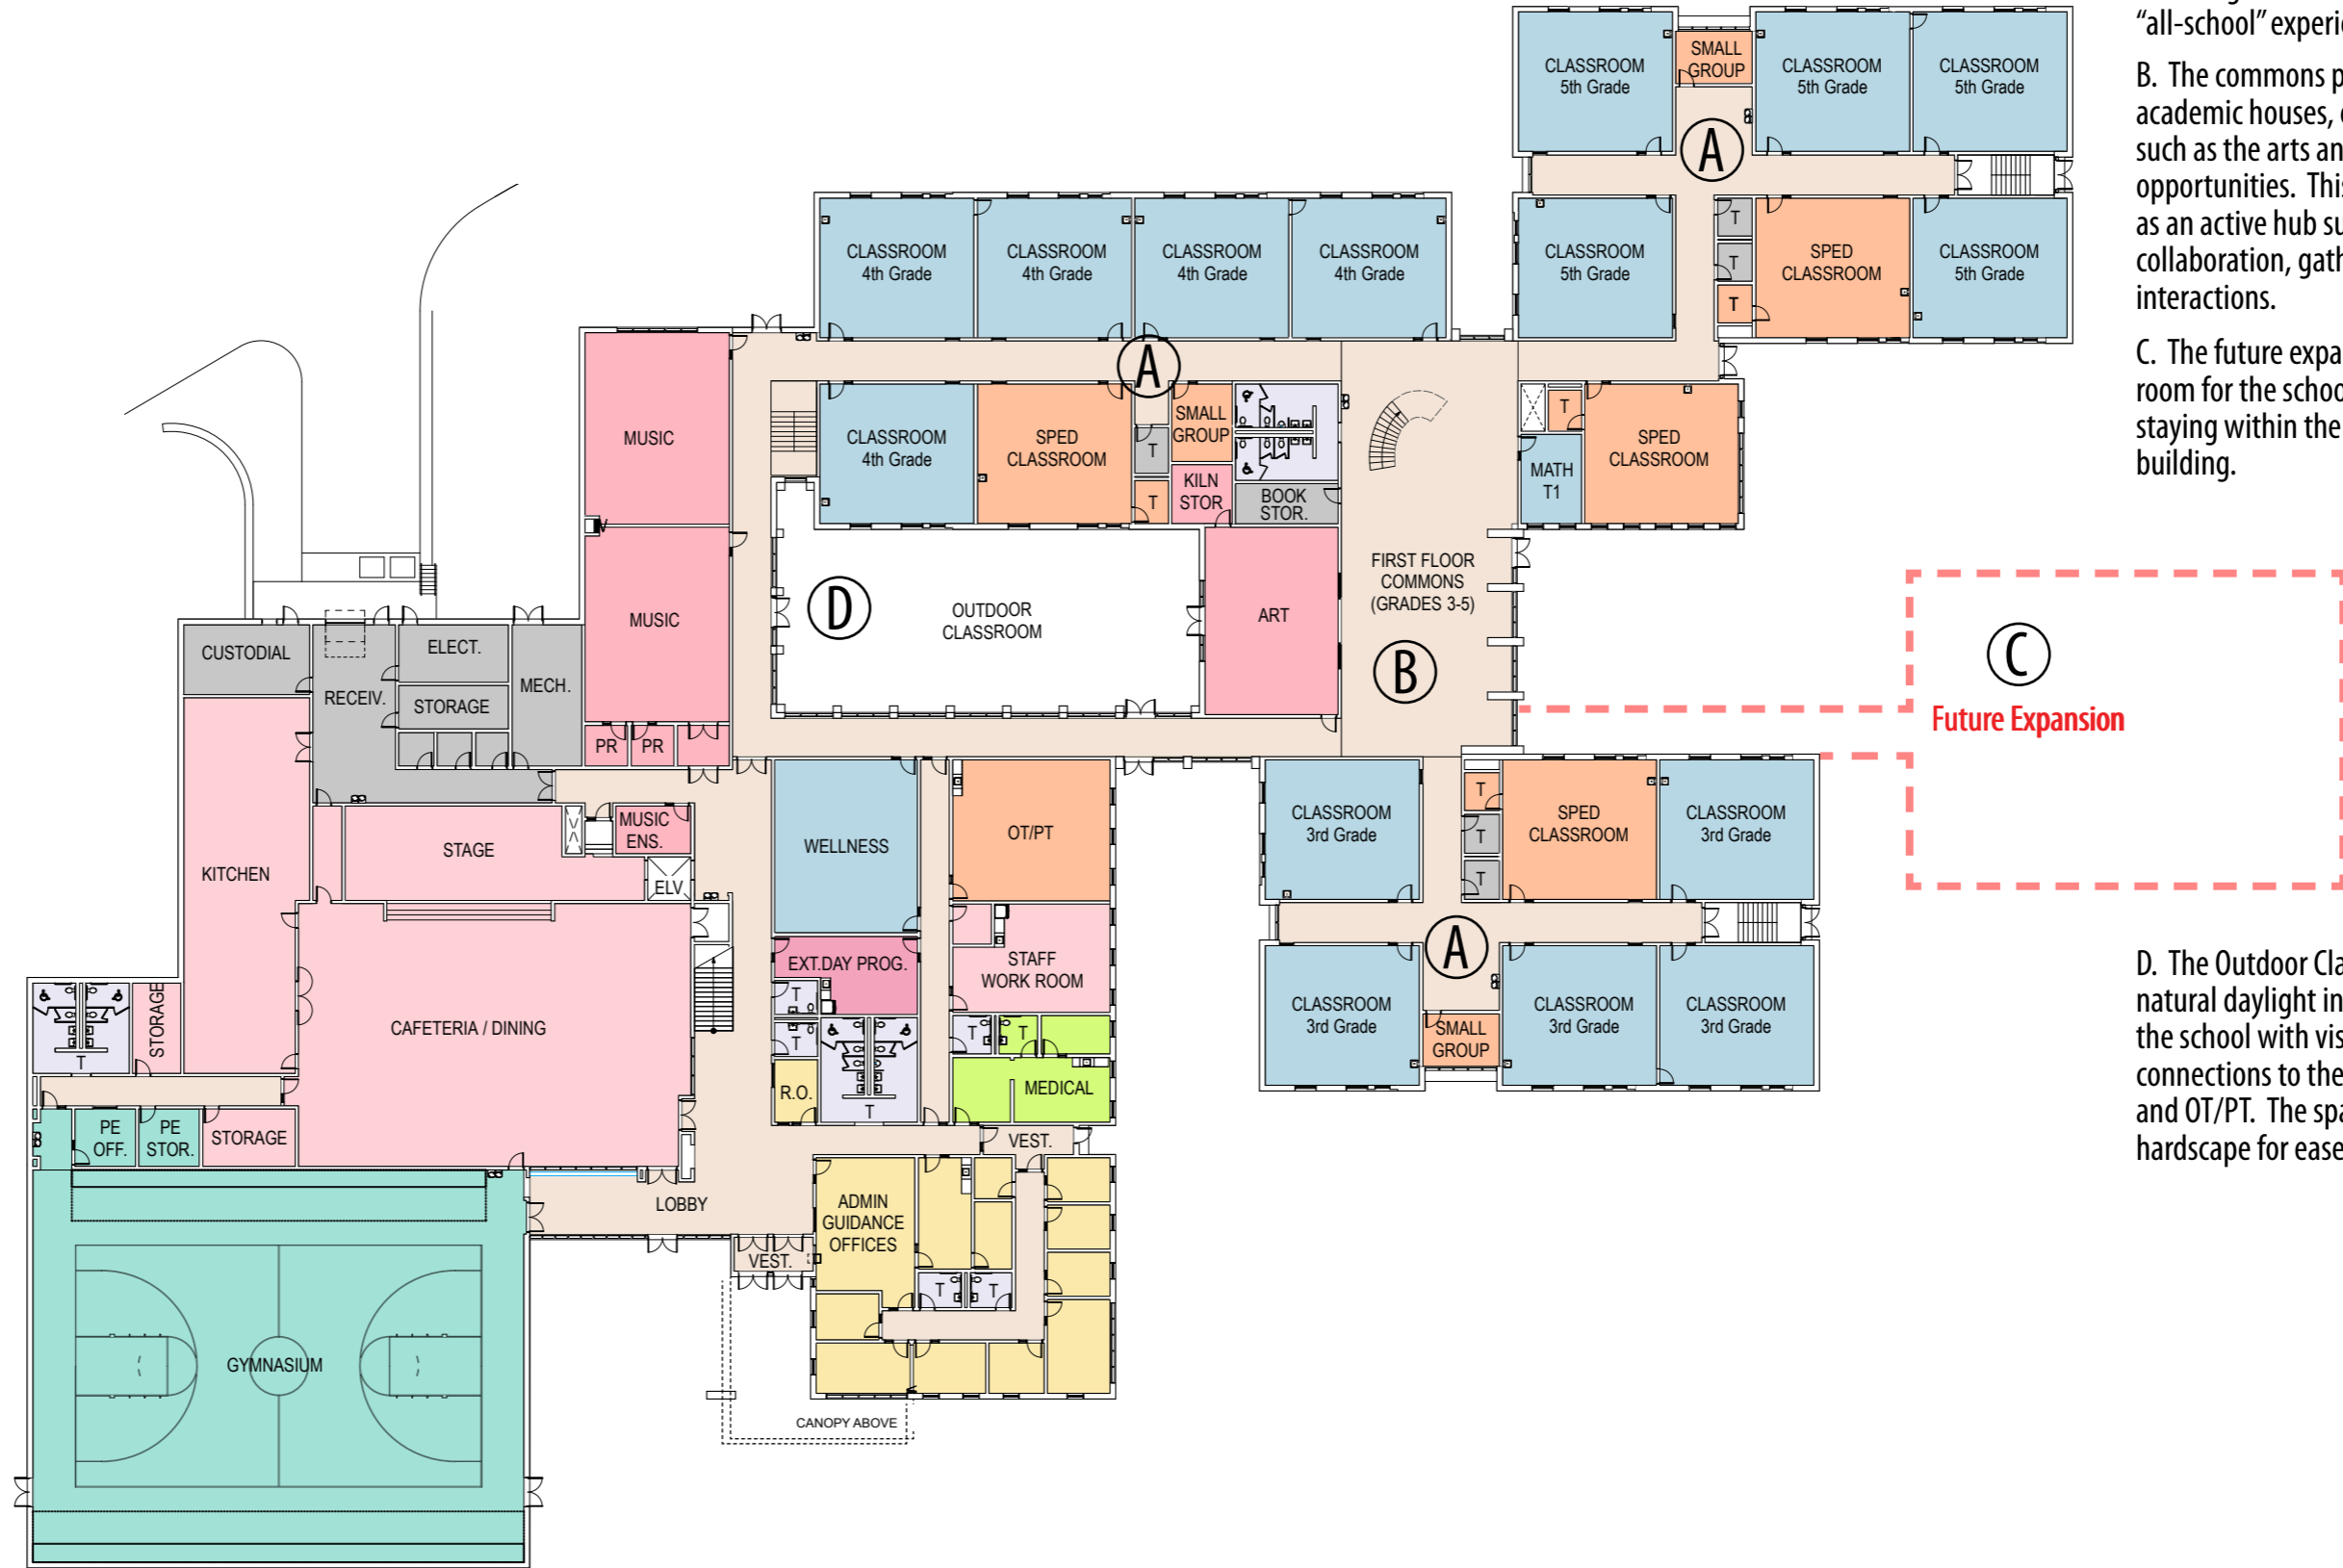 "all-school" experie
B. The commons p
academic houses,
such as the arts an
opportunities. This
as an active hub su
collaboration, gath
interactions.
C. The future expa
room for the schoo
staying within the
building.
D. The Outdoor Cla
natural daylight in
the school with vis
connections to the
and OT/PT. The spa
hardscape for ease
CLASSROOM
5th Grade
SMALL
GROUP
CLASSROOM
5th Grade
CLASSROOM
5th Grade
A
CLASSROOM
5th Grade
T
T
T
SPED
CLASSROOM
CLASSROOM
5th Grade
CLASSROOM
4th Grade
CLASSROOM
4th Grade
CLASSROOM
4th Grade
CLASSROOM
4th Grade
A
MUSIC
CLASSROOM
4th Grade
SPED
CLASSROOM
T
T
SMALL
GROUP
KILN
STOR
BOOK
STOR.
T
MATH
T1
SPED
CLASSROOM
FIRST FLOOR
COMMONS
(GRADES 3-5)
D
OUTDOOR
CLASSROOM
ART
B
C
Future Expansion
MUSIC
CUSTODIAL
RECEIV.
ELECT.
STORAGE
MECH.
PR
PR
KITCHEN
STAGE
MUSIC
ENS.
ELV
WELLNESS
OT/PT
CLASSROOM
3rd Grade
T
T
T
SPED
CLASSROOM
CLASSROOM
3rd Grade
A
EXT.DAY PROG.
STAFF
WORK ROOM
CLASSROOM
3rd Grade
SMALL
GROUP
CLASSROOM
3rd Grade
CLASSROOM
3rd Grade
T
STORAGE
CAFETERIA / DINING
T
T
R.O.
T
T
T
MEDICAL
PE
OFF.
PE
STOR.
STORAGE
VEST.
LOBBY
VEST.
ADMIN
GUIDANCE
OFFICES
T
T
GYMNASIUM
CANOPY ABOVE